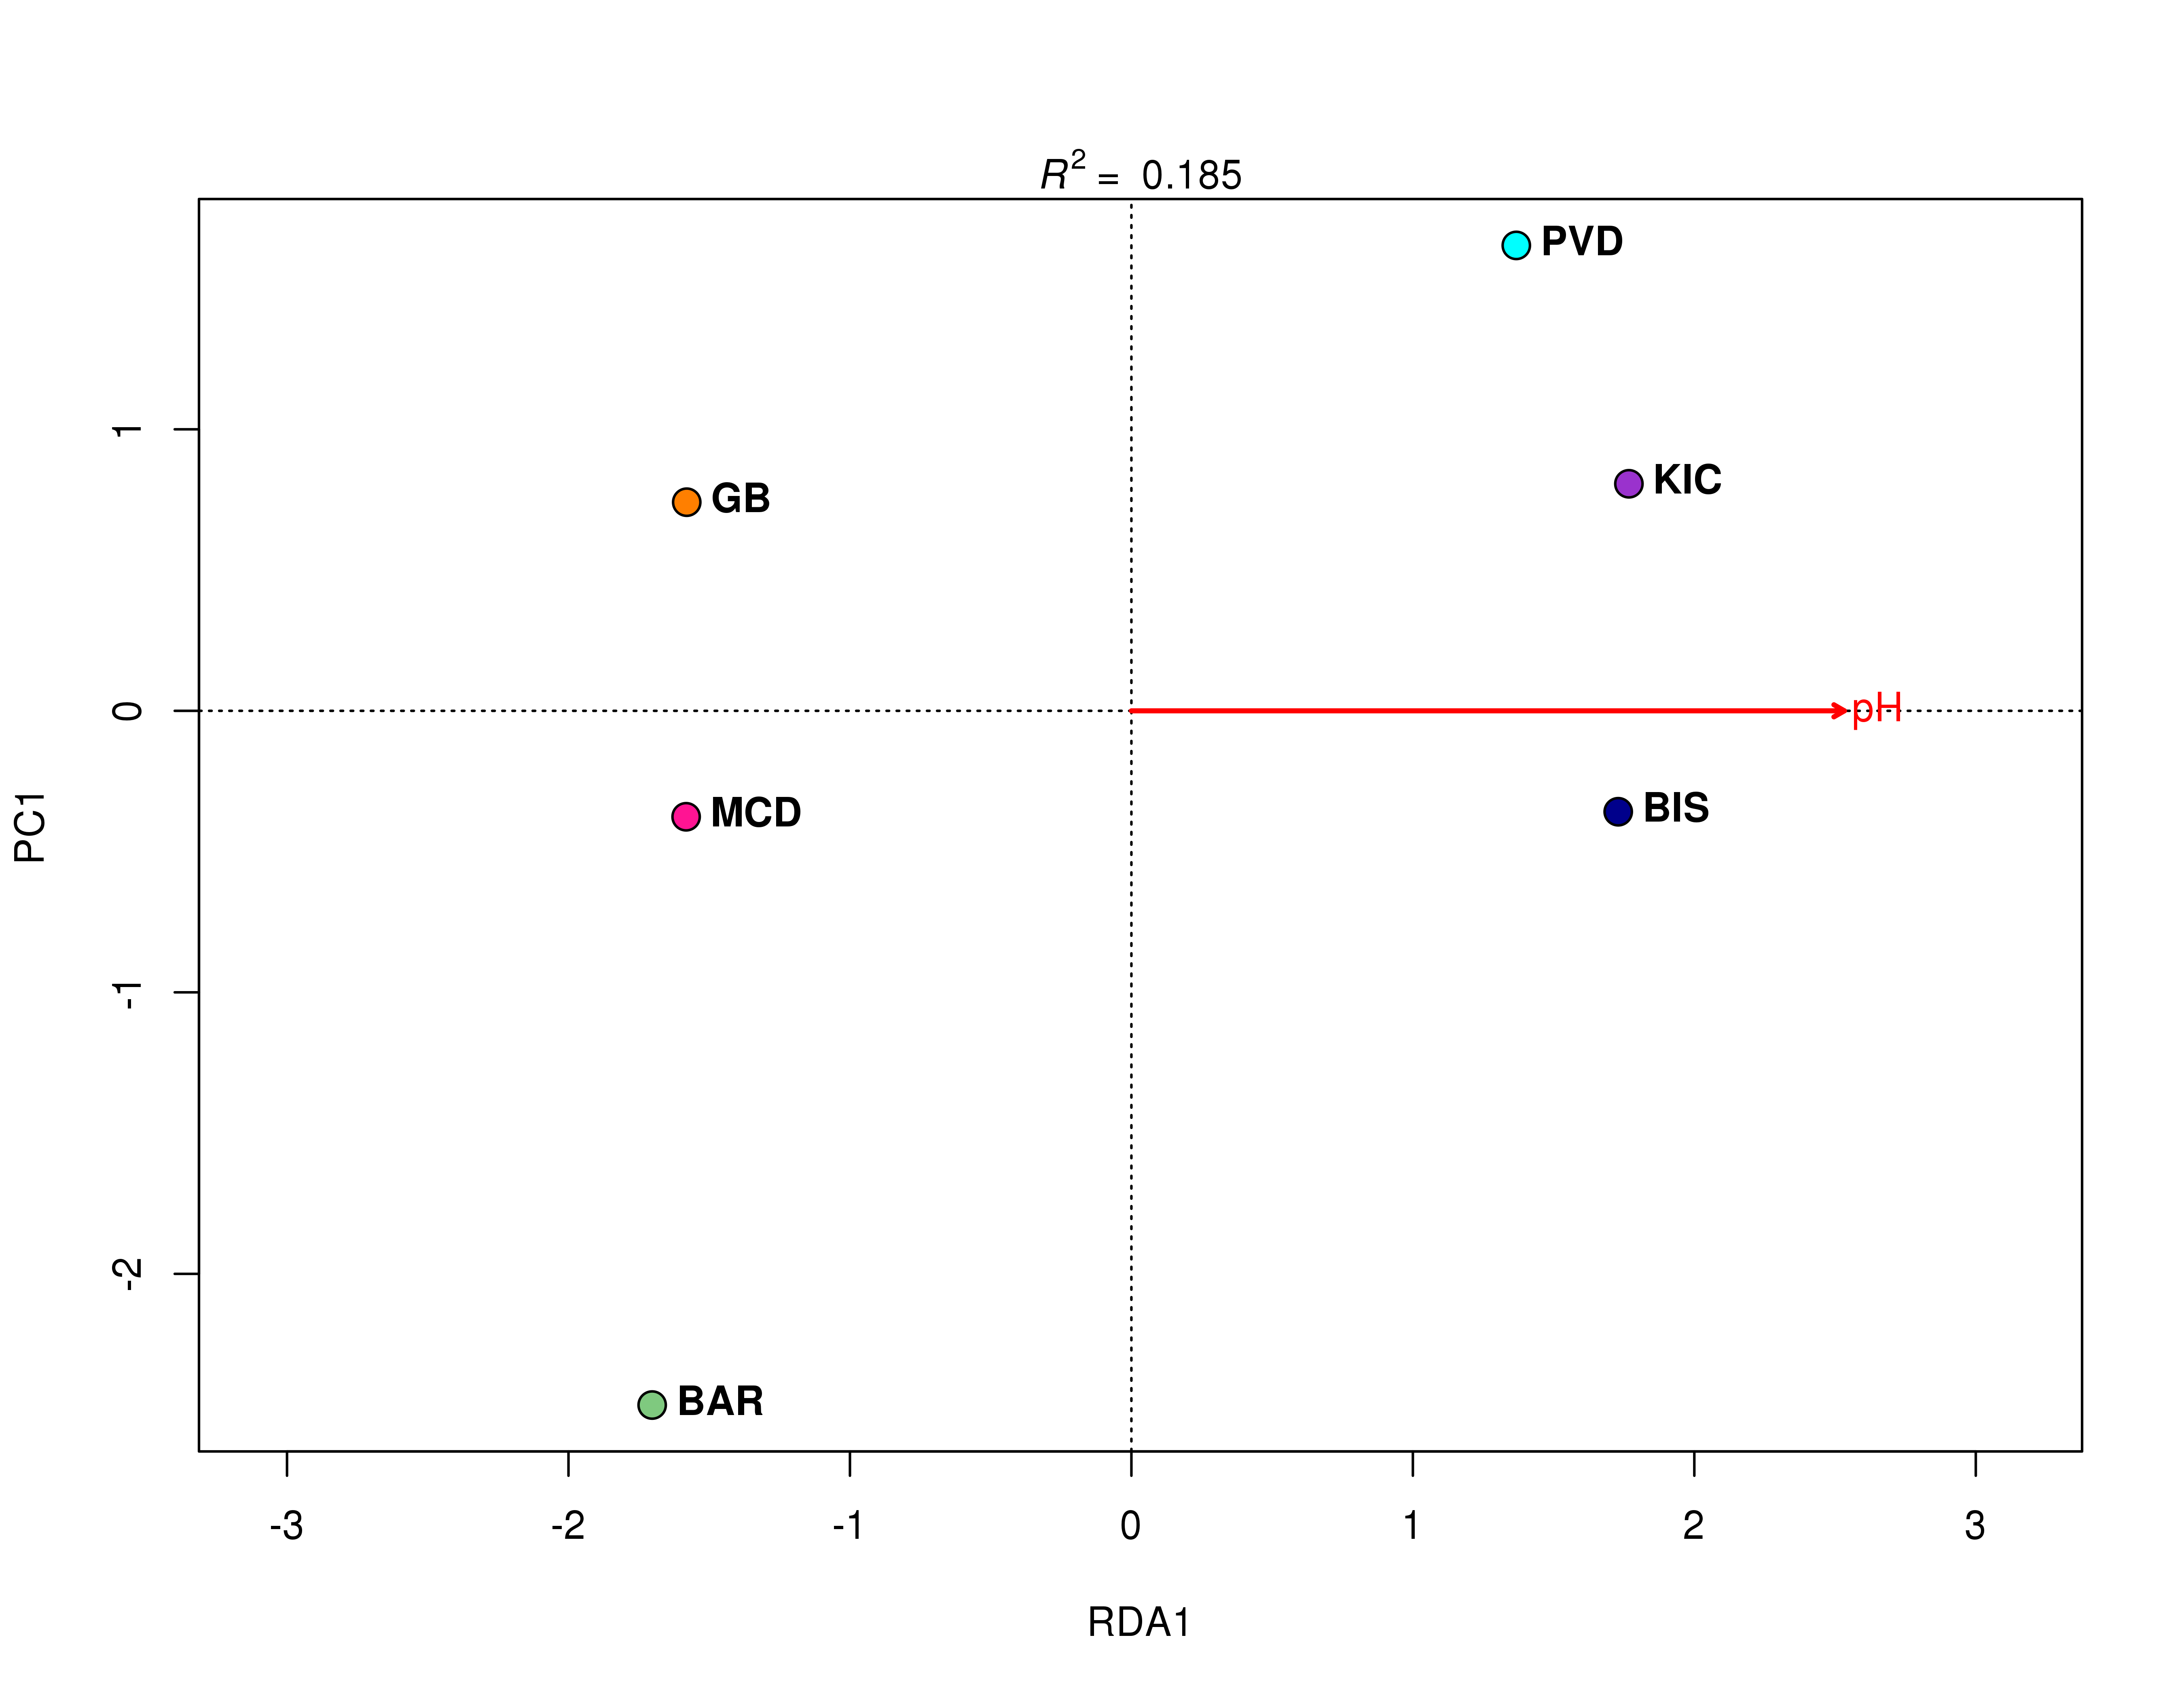 R² = 0.185
PVD
KIC
GB
pH
MCD
BIS
BAR
1
0
-1
-2
PC1
-3 -2 -1 0 1 2 3
RDA1